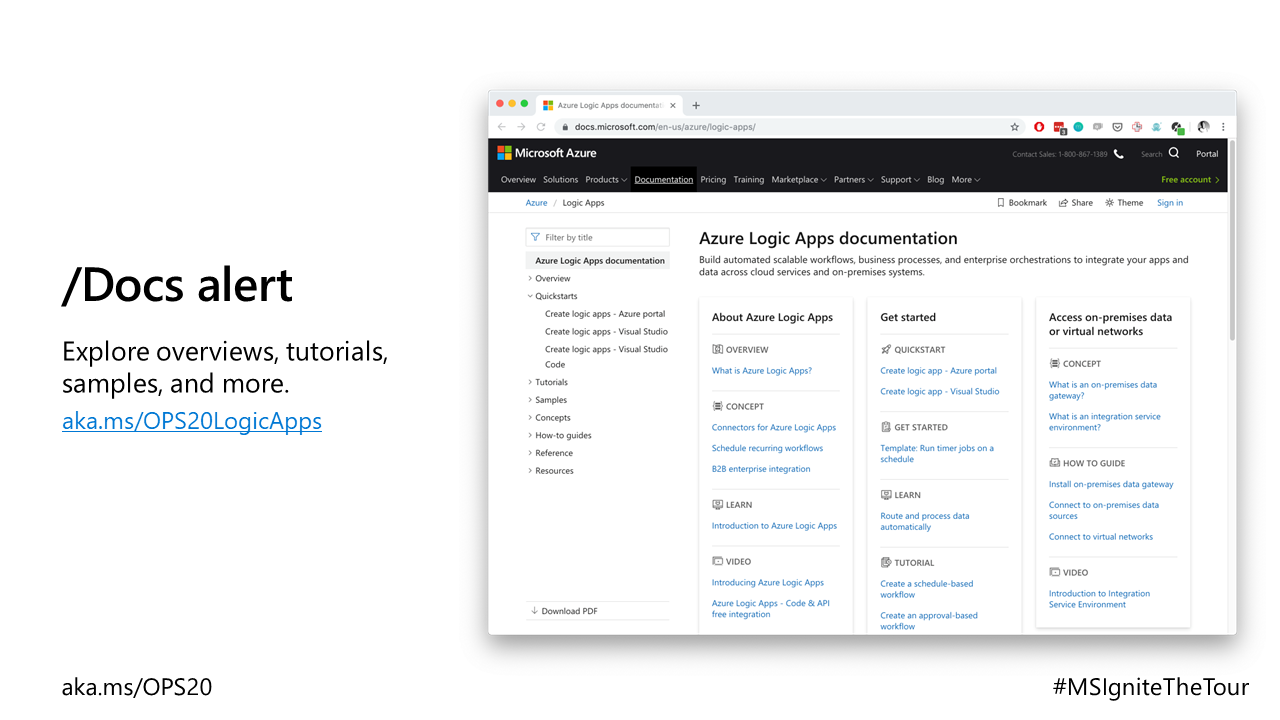 /Docs alert
Explore overviews, tutorials,
samples, and more.
aka.ms/OPS20LogicApps
Azure Logic Apps documentat
docs.microsoft.com/en-us/azure/logic-apps/
Microsoft Azure
Contact Sales: 1-800-867-1389
Search
Portal
Overview Solutions Products Documentation Pricing Training Marketplace Partners Support Blog More
Free account
Azure / Logic Apps
Bookmark Share Theme Sign in
Filter by title
Azure Logic Apps documentation
Overview
Quickstarts
Create logic apps - Azure portal
Create logic apps - Visual Studio
Create logic apps - Visual Studio
Code
Tutorials
Samples
Concepts
How-to guides
Reference
Resources
Download PDF
Azure Logic Apps documentation
Build automated scalable workflows, business processes, and enterprise orchestrations to integrate your apps and
data across cloud services and on-premises systems.
About Azure Logic Apps
OVERVIEW
What is Azure Logic Apps?
CONCEPT
Connectors for Azure Logic Apps
Schedule recurring workflows
B2B enterprise integration
LEARN
Introduction to Azure Logic Apps
VIDEO
Introducing Azure Logic Apps
Azure Logic Apps - Code & API
free integration
Get started
QUICKSTART
Create logic app - Azure portal
Create logic app - Visual Studio
GET STARTED
Template: Run timer jobs on a
schedule
LEARN
Route and process data
automatically
TUTORIAL
Create a schedule-based
workflow
Create an approval-based
workflow
Access on-premises data
or virtual networks
CONCEPT
What is an on-premises data
gateway?
What is an integration service
environment?
HOW TO GUIDE
Install on-premises data gateway
Connect to on-premises data
sources
Connect to virtual networks
VIDEO
Introduction to Integration
Service Environment
aka.ms/OPS20
#MSIgniteTheTour